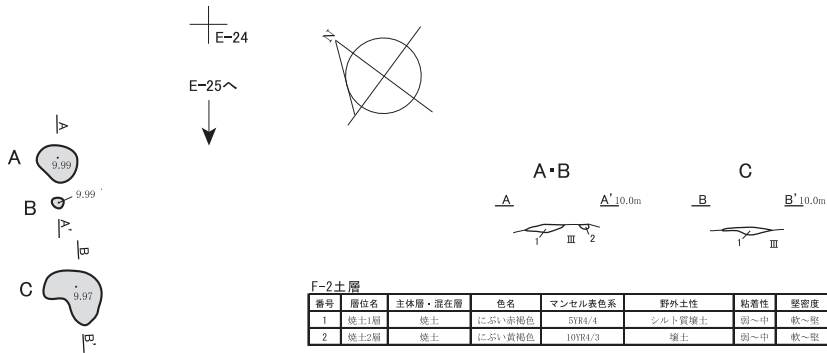 E-24
N
E-25へ
A
A
9.99
9.99
B
A'
B
C
9.97
B'
A・B
C
A
A' 10.0m
B
B' 10.0m
1
Ⅲ
2
1
Ⅲ
F-2土層
番号 層位名 主体層・混在層 色名 マンセル表色系 野外土性 粘着性 堅密度
1 焼土1層 焼土 にぶい赤褐色 5YR4/4 シルト質壌土 弱～中 軟～堅
2 焼土2層 焼土 にぶい黄褐色 10YR4/3 壌土 弱～中 軟～堅